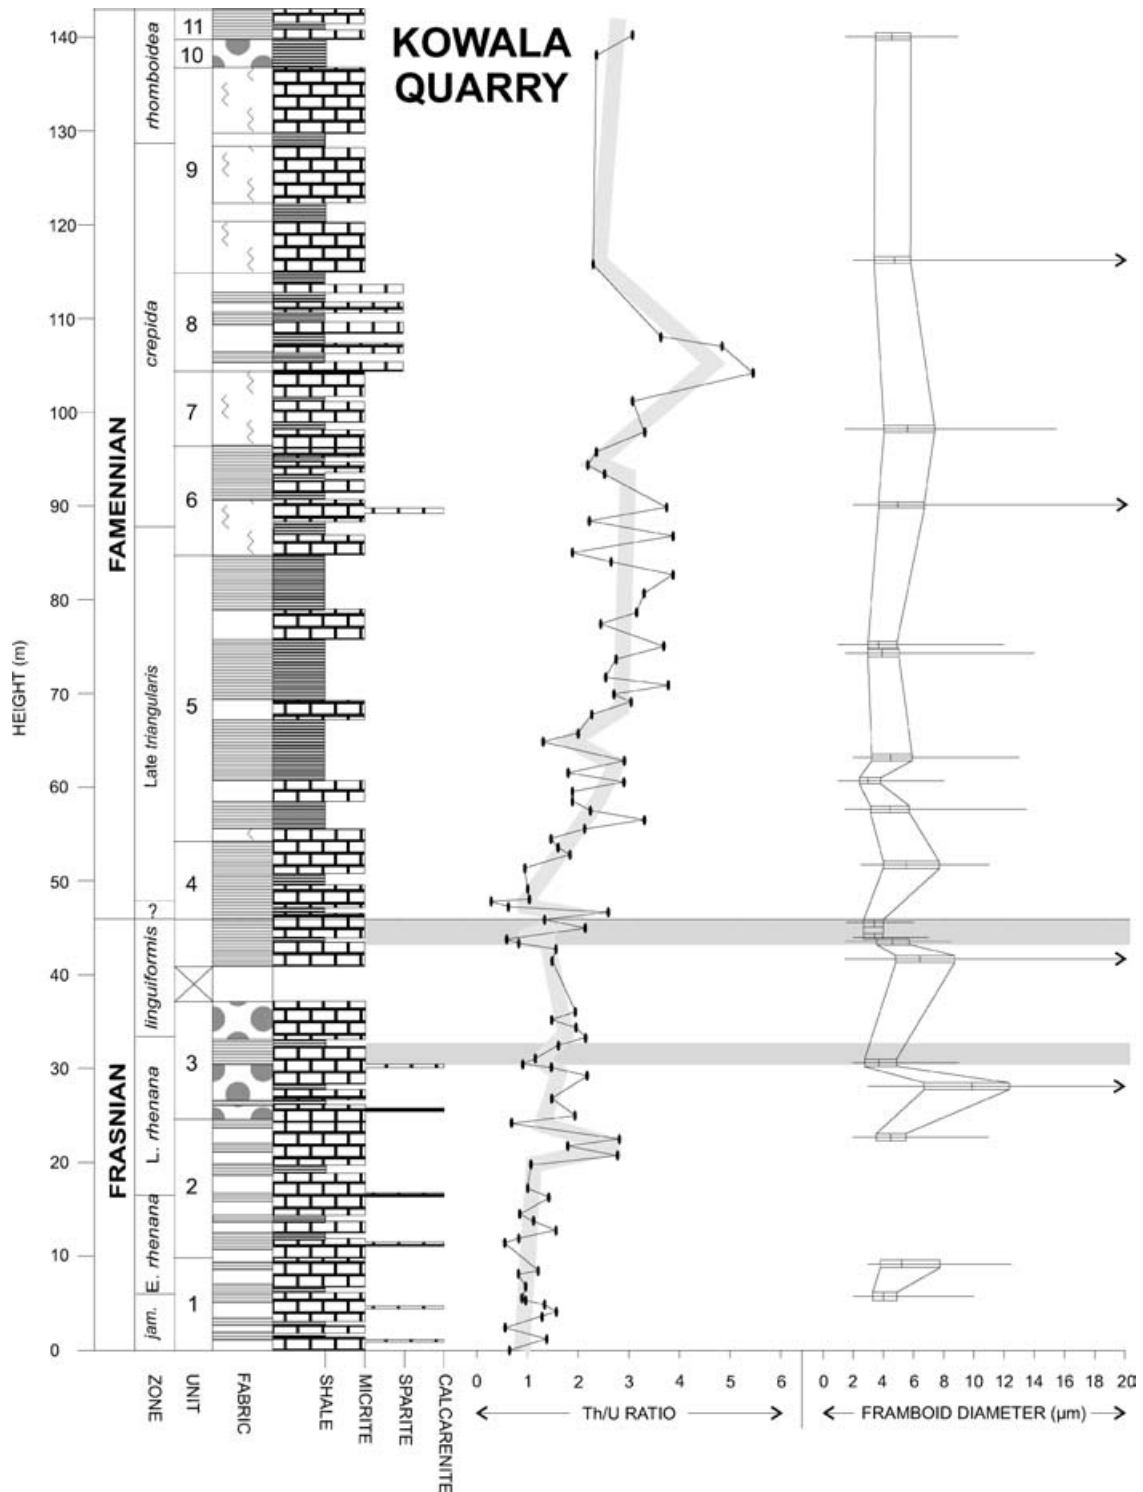 KOWALA
QUARRY
HEIGHT (m)
140
130
120
110
100
90
80
70
60
50
40
30
20
10
0
FAMENNIAN
FRASNIAN
rhomboidea
crepida
Late triangularis
?
linguiformis
L. rhenana
E. rhenana
jam.
11
10
9
8
7
6
5
4
3
2
1
ZONE
UNIT
FABRIC
SHALE
MICRITE
SPARITE
CALCARENITE
0 1 2 3 4 5 6
Th/U RATIO
0 2 4 6 8 10 12 14 16 18 20
FRAMBOID DIAMETER (µm)